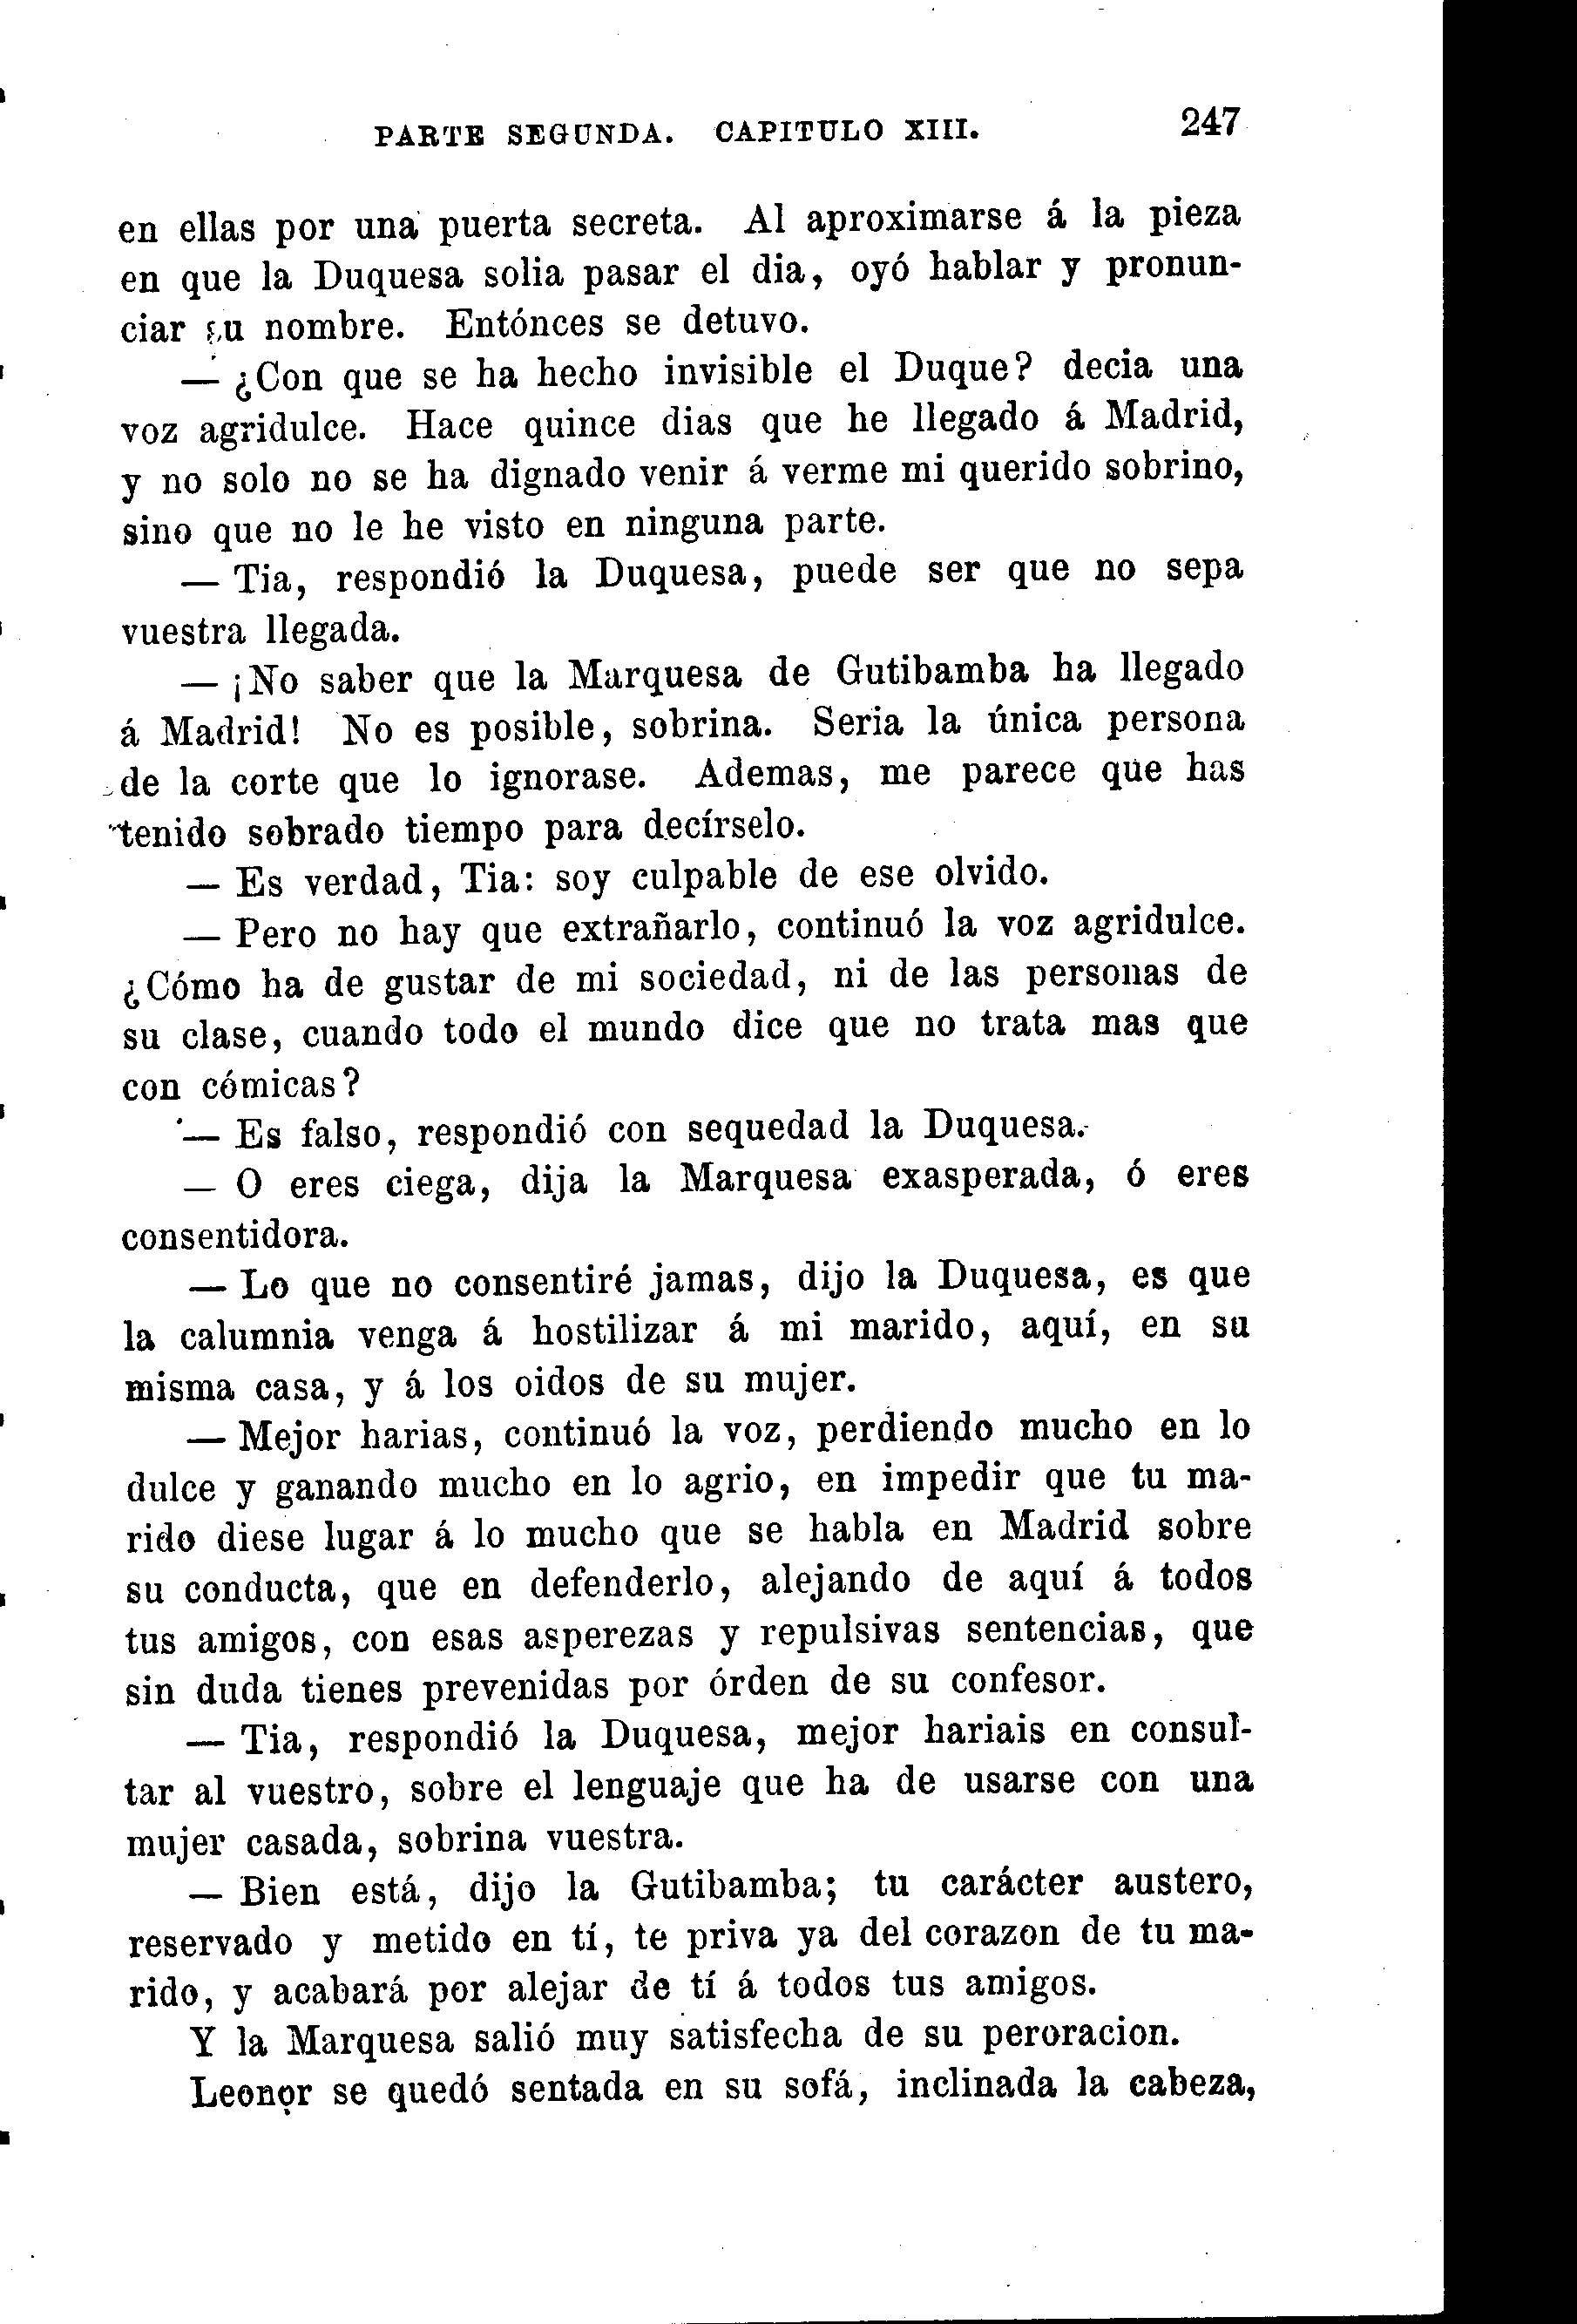 PARTE SEGUNDA. CAPITULO XIII. 247
en ellas por una puerta secreta. Al aproximarse á la pieza
en que la Duquesa solia pasar el dia, oyó hablar y pronun-
ciar su nombre. Entónces se detuvo.
— ¿Con que se ha hecho invisible el Duque? decia una
voz agridulce. Hace quince dias que he llegado á Madrid,
y no solo no se ha dignado venir á verme mi querido sobrino,
sino que no le he visto en ninguna parte.
— Tia, respondió la Duquesa, puede ser que no sepa
vuestra llegada.
— ¡No saber que la Marquesa de Gutibamba ha llegado
á Madrid! No es posible, sobrina. Seria la única persona
de la corte que lo ignorase. Ademas, me parece que has
tenido sobrado tiempo para decírselo.
— Es verdad, Tia: soy culpable de ese olvido.
— Pero no hay que extrañarlo, continuó la voz agridulce.
¿Cómo ha de gustar de mi sociedad, ni de las personas de
su clase, cuando todo el mundo dice que no trata mas que
con cómicas?
— Es falso, respondió con sequedad la Duquesa.
— O eres ciega, dija la Marquesa exasperada, ó eres
consentidora.
— Lo que no consentiré jamas, dijo la Duquesa, es que
la calumnia venga á hostilizar á mi marido, aquí, en su
misma casa, y á los oidos de su mujer.
— Mejor harias, continuó la voz, perdiendo mucho en lo
dulce y ganando mucho en lo agrio, en impedir que tu ma-
rido diese lugar á lo mucho que se habla en Madrid sobre
su conducta, que en defenderlo, alejando de aquí á todos
tus amigos, con esas asperezas y repulsivas sentencias, que
sin duda tienes prevenidas por órden de su confesor.
— Tia, respondió la Duquesa, mejor hariais en consul-
tar al vuestro, sobre el lenguaje que ha de usarse con una
mujer casada, sobrina vuestra.
— Bien está, dijo la Gutibamba; tu carácter austero,
reservado y metido en tí, te priva ya del corazon de tu ma-
rido, y acabará por alejar de tí á todos tus amigos.
Y la Marquesa salió muy satisfecha de su peroracion.
Leonor se quedó sentada en su sofá, inclinada la cabeza,